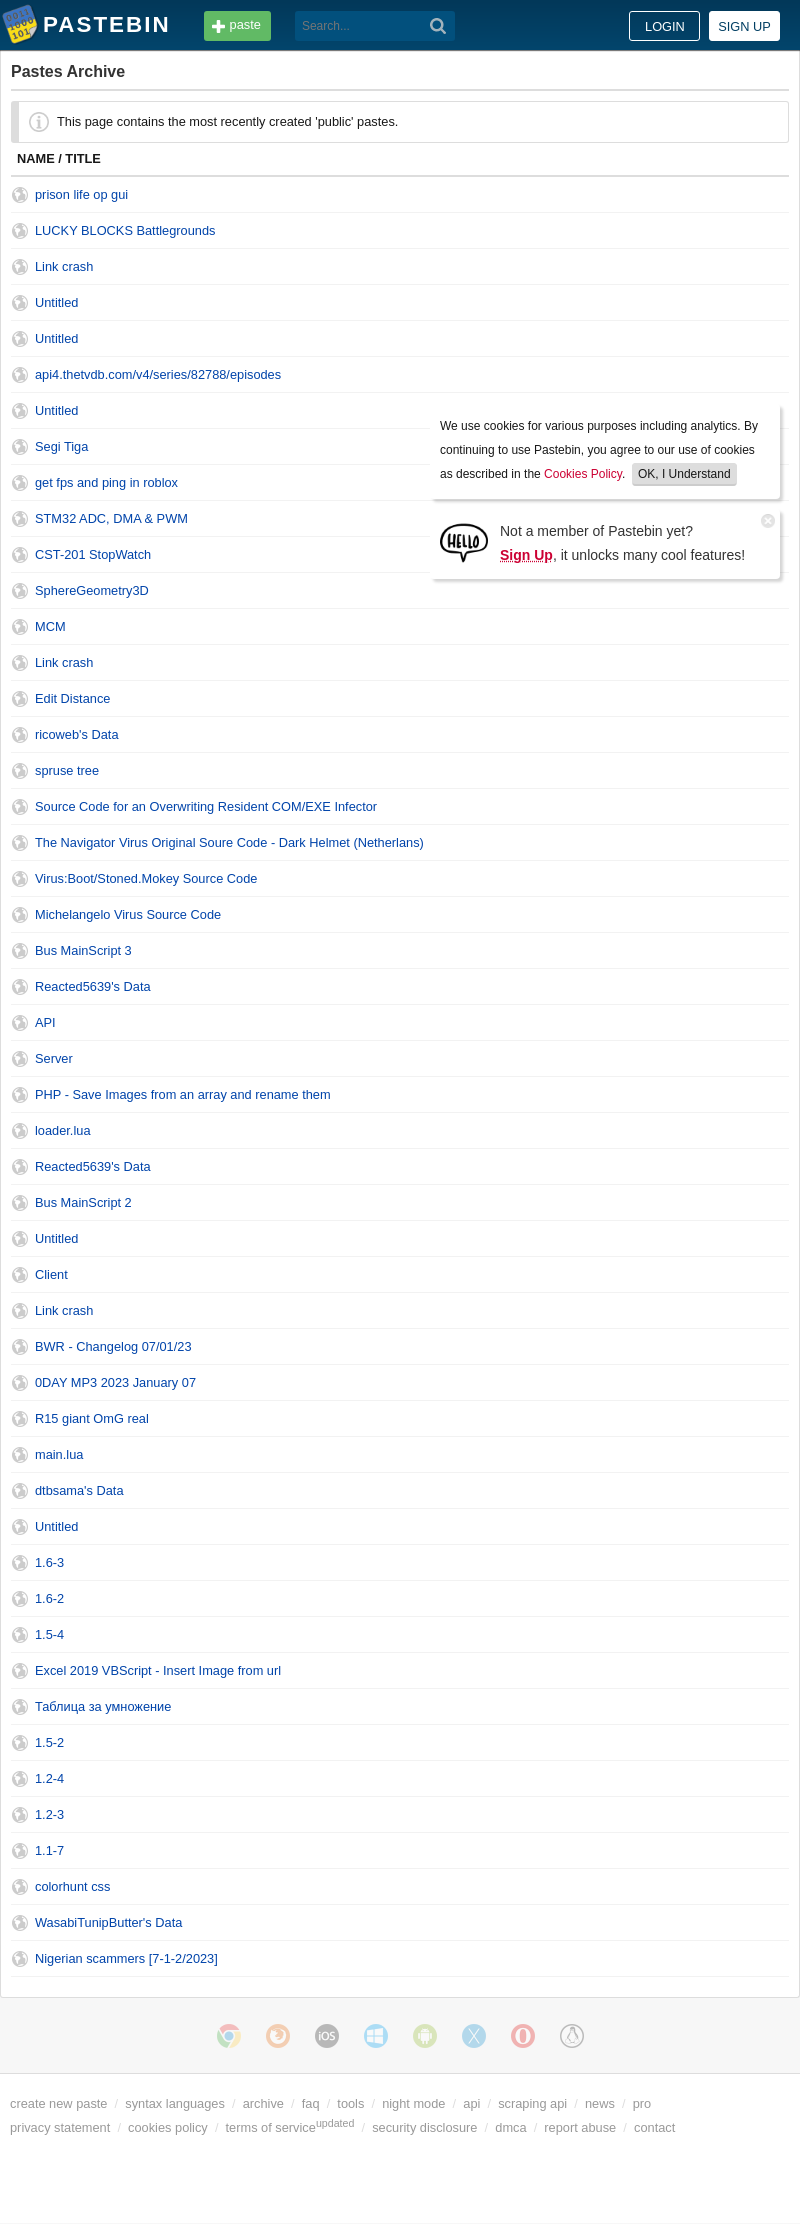 PASTEBIN paste Search... LOGIN SIGN UP
Pastes Archive
This page contains the most recently created 'public' pastes.
NAME / TITLE
prison life op gui
LUCKY BLOCKS Battlegrounds
Link crash
Untitled
Untitled
api4.thetvdb.com/v4/series/82788/episodes
Untitled
Segi Tiga
get fps and ping in roblox
STM32 ADC, DMA & PWM
CST-201 StopWatch
SphereGeometry3D
We use cookies for various purposes including analytics. By
continuing to use Pastebin, you agree to our use of cookies
as described in the Cookies Policy. OK, I Understand
HELLO
Not a member of Pastebin yet?
Sign Up, it unlocks many cool features!
MCM
Link crash
Edit Distance
ricoweb's Data
spruse tree
Source Code for an Overwriting Resident COM/EXE Infector
The Navigator Virus Original Soure Code - Dark Helmet (Netherlans)
Virus:Boot/Stoned.Mokey Source Code
Michelangelo Virus Source Code
Bus MainScript 3
Reacted5639's Data
API
Server
PHP - Save Images from an array and rename them
loader.lua
Reacted5639's Data
Bus MainScript 2
Untitled
Client
Link crash
BWR - Changelog 07/01/23
0DAY MP3 2023 January 07
R15 giant OmG real
main.lua
dtbsama's Data
Untitled
1.6-3
1.6-2
1.5-4
Excel 2019 VBScript - Insert Image from url
Таблица за умножение
1.5-2
1.2-4
1.2-3
1.1-7
colorhunt css
WasabiTunipButter's Data
Nigerian scammers [7-1-2/2023]
iOS
create new paste / syntax languages / archive / faq / tools / night mode / api / scraping api / news / pro
privacy statement / cookies policy / terms of service updated / security disclosure / dmca / report abuse / contact